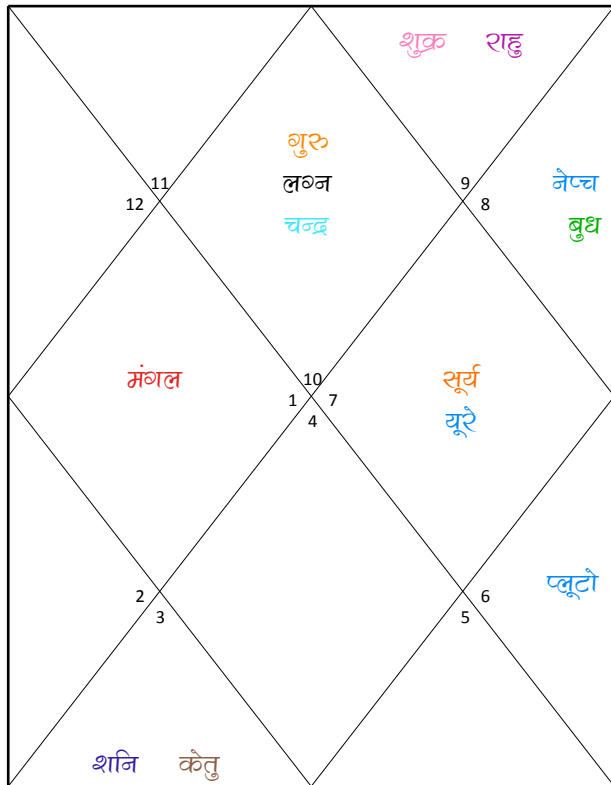 शुक्र राहु
गुरु
लग्न
चन्द्र
11
12
9
8
नेप्च
बुध
मंगल
10
1 7
4
सूर्य
यूरे
2
3
6
5
प्लूटो
शनि केतु